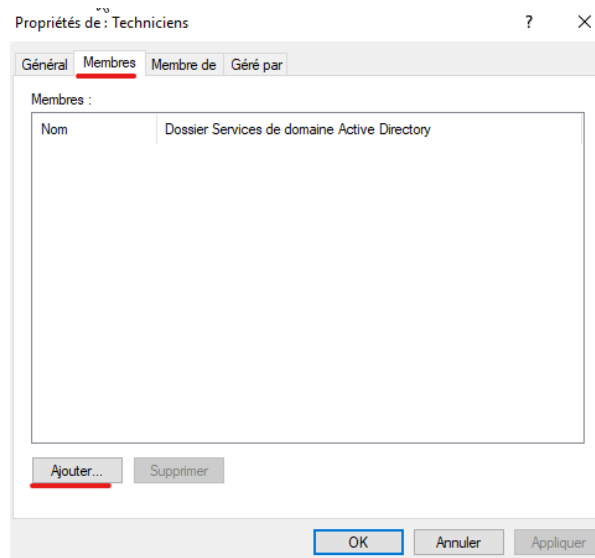 Propriétés de : Techniciens ? ×
Général Membres Membre de Géré par
Membres :
Nom Dossier Services de domaine Active Directory
Ajouter... Supprimer
OK Annuler Appliquer